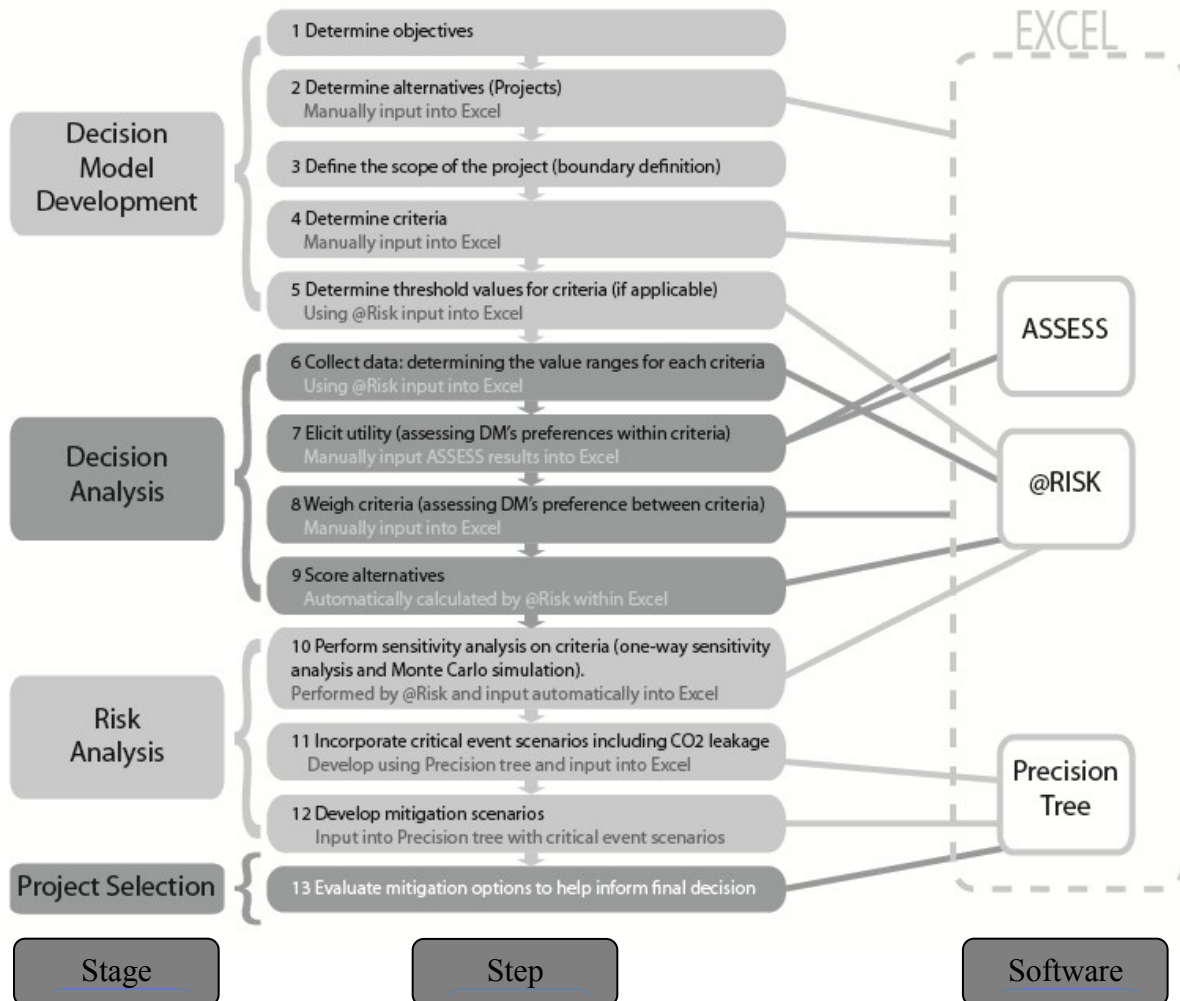 EXCEL
1 Determine objectives
2 Determine alternatives (Projects)
Manually input into Excel
3 Define the scope of the project (boundary definition)
4 Determine criteria
Manually input into Excel
5 Determine threshold values for criteria (if applicable)
Using @Risk input into Excel
Decision
Model
Development
6 Collect data: determining the value ranges for each criteria
Using @Risk input into Excel
7 Elicit utility (assessing DM's preferences within criteria)
Manually input ASSESS results into Excel
8 Weigh criteria (assessing DM's preference between criteria)
Manually input into Excel
9 Score alternatives
Automatically calculated by @Risk within Excel
Decision
Analysis
10 Perform sensitivity analysis on criteria (one-way sensitivity
analysis and Monte Carlo simulation).
Performed by @Risk and input automatically into Excel
11 Incorporate critical event scenarios including CO2 leakage
Develop using Precision tree and input into Excel
12 Develop mitigation scenarios
Input into Precision tree with critical event scenarios
Risk
Analysis
Project Selection
13 Evaluate mitigation options to help inform final decision
ASSESS
@RISK
Precision
Tree
Stage
Step
Software